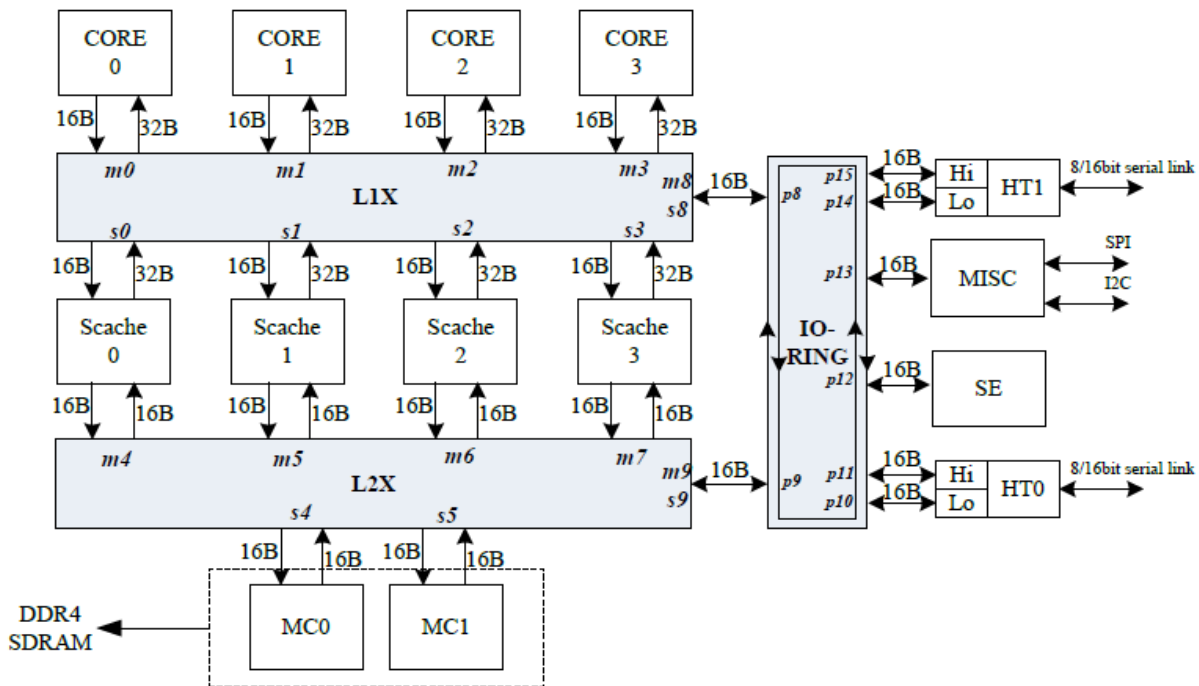 CORE
0
CORE
1
CORE
2
CORE
3
16B
32B
16B
32B
16B
32B
16B
32B
m0
m1
m2
m3
m8
L1X
s8
s0
s1
s2
s3
16B
16B
32B
16B
32B
16B
32B
16B
32B
Scache
0
Scache
1
Scache
2
Scache
3
16B
16B
16B
16B
16B
16B
16B
16B
m4
m5
m6
m7
m9
L2X
s9
s4
s5
16B
16B
16B
16B
16B
MC0
MC1
DDR4
SDRAM
p8
p15
p14
p13
IO-
RING
p12
p9
p11
p10
16B
16B
Hi
Lo
HT1
8/16bit serial link
16B
MISC
SPI
I2C
16B
SE
16B
16B
Hi
Lo
HT0
8/16bit serial link